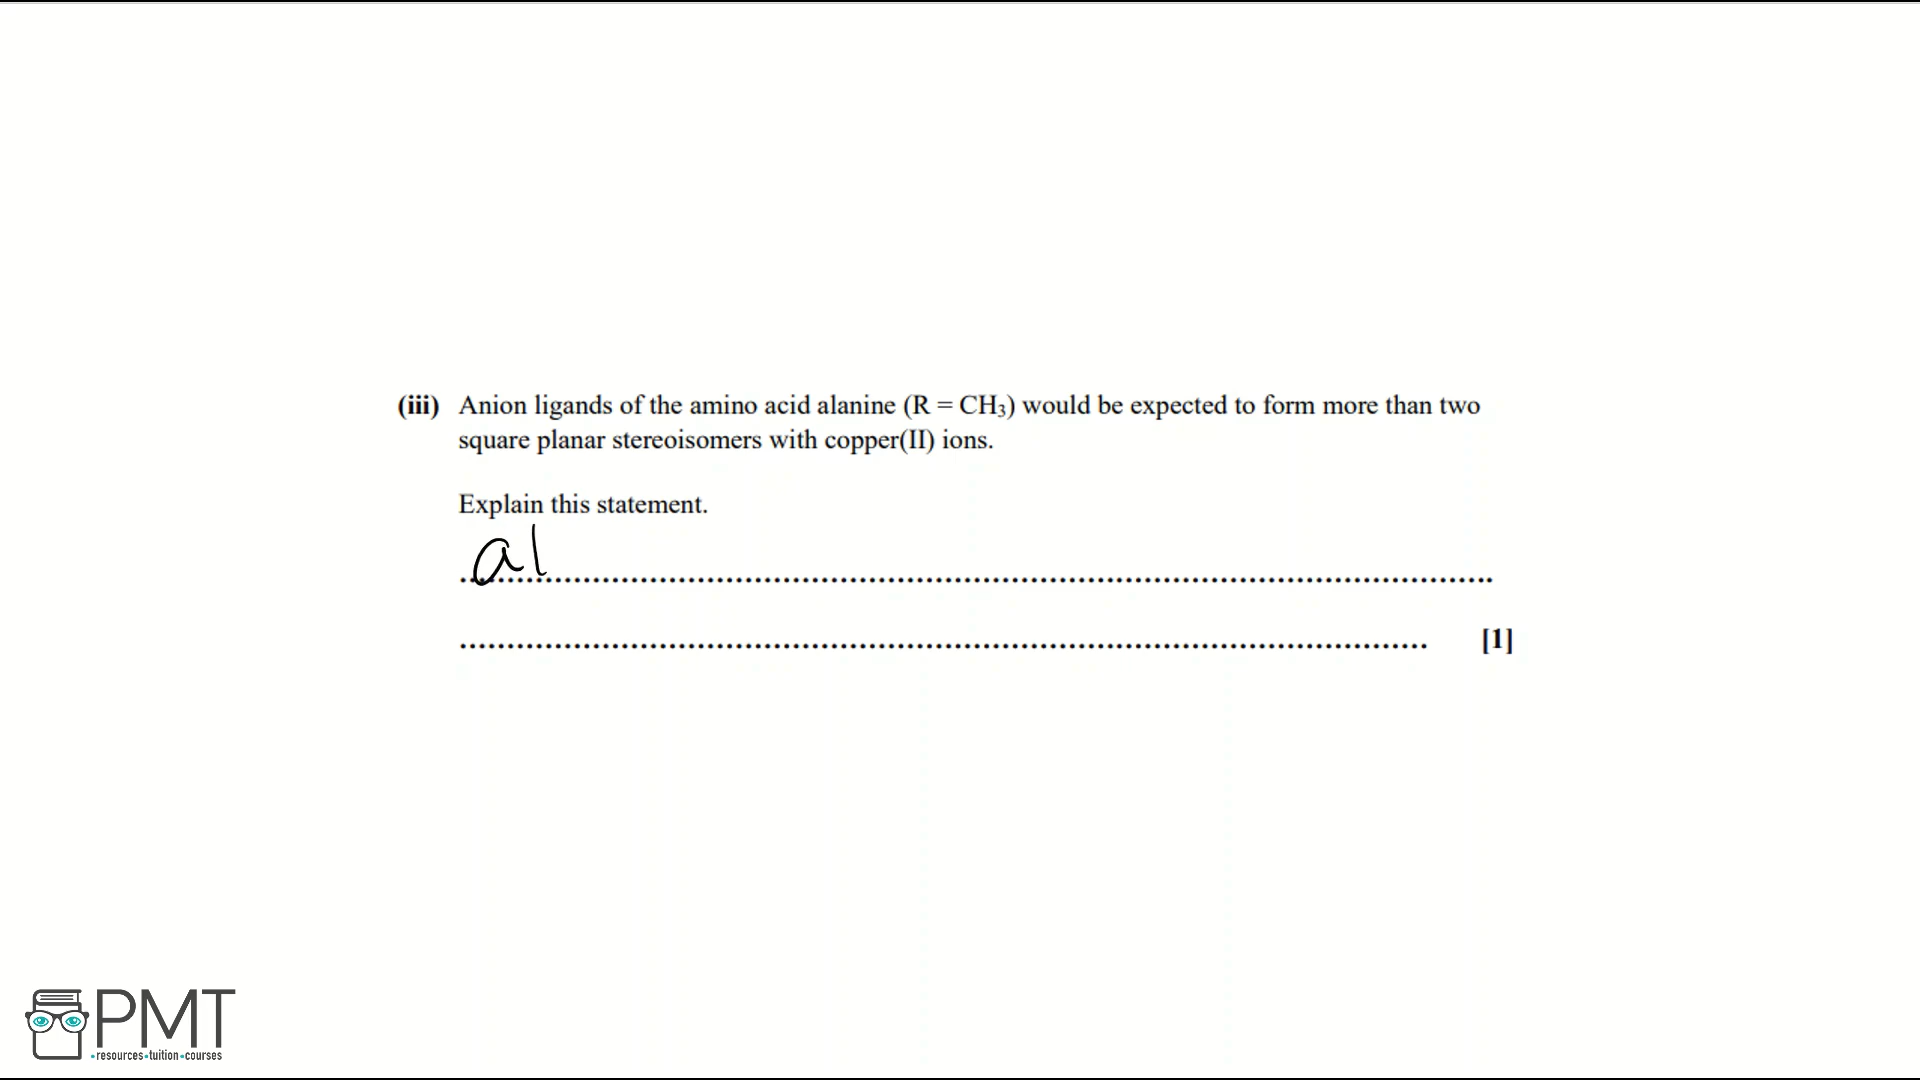 (iii) Anion ligands of the amino acid alanine (R = CH₃) would be expected to form more than two
square planar stereoisomers with copper(II) ions.
Explain this statement.
al
[1]
PMT
•resources•tuition•courses